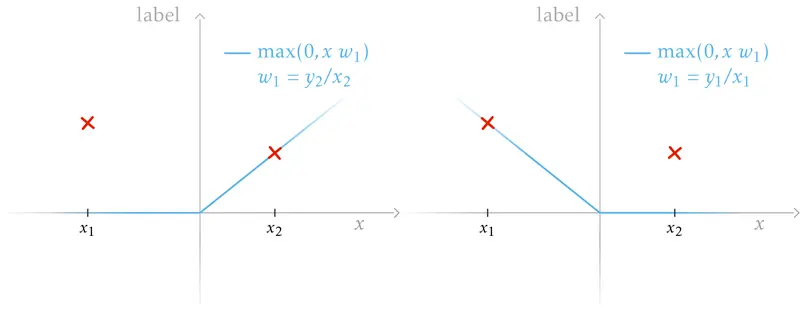 label
max(0, x w₁)
w₁ = y₂/x₂
x₁
x₂
x
label
max(0, x w₁)
w₁ = y₁/x₁
x₁
x₂
x